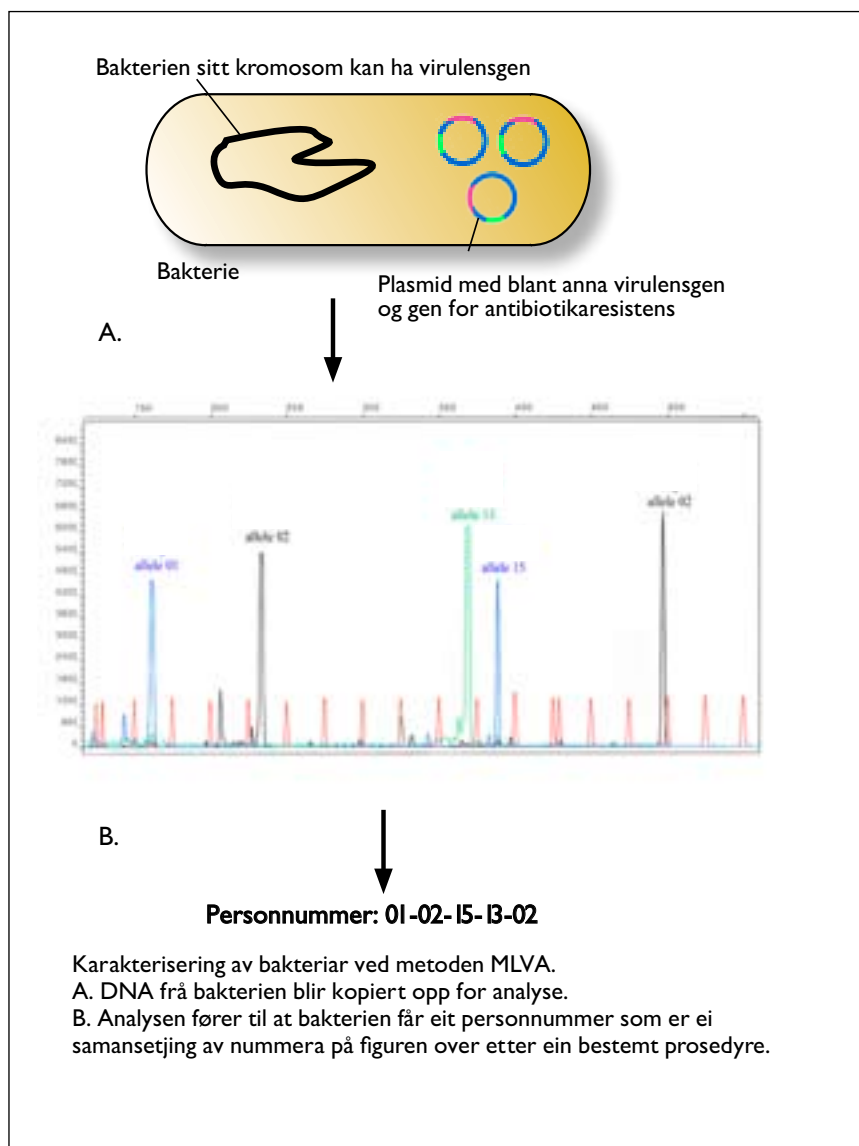 Bakterien sitt kromosom kan ha virulensgen
Bakterie
Plasmid med blant anna virulensgen
og gen for antibiotikaresistens
A.
allele 01
allele 02
allele 13
allele 15
allele 02
B.
Personnummer: 01-02-15-13-02
Karakterisering av bakteriar ved metoden MLVA.
A. DNA frå bakterien blir kopiert opp for analyse.
B. Analysen fører til at bakterien får eit personnummer som er ei
samansetjing av nummera på figuren over etter ein bestemt prosedyre.